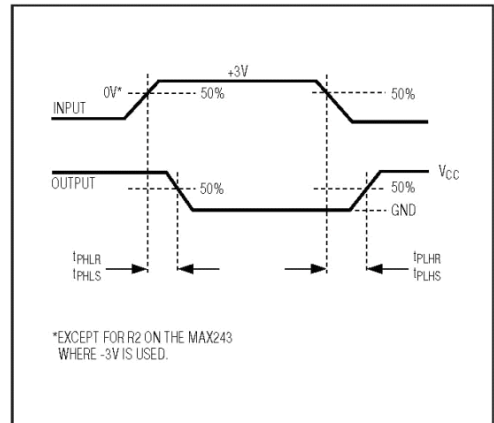 +3V
0V*
50%
50%
INPUT
VCC
OUTPUT
50%
50%
GND
tPHLR
tPHLS
tPLHR
tPLHS
*EXCEPT FOR R2 ON THE MAX243
WHERE -3V IS USED.